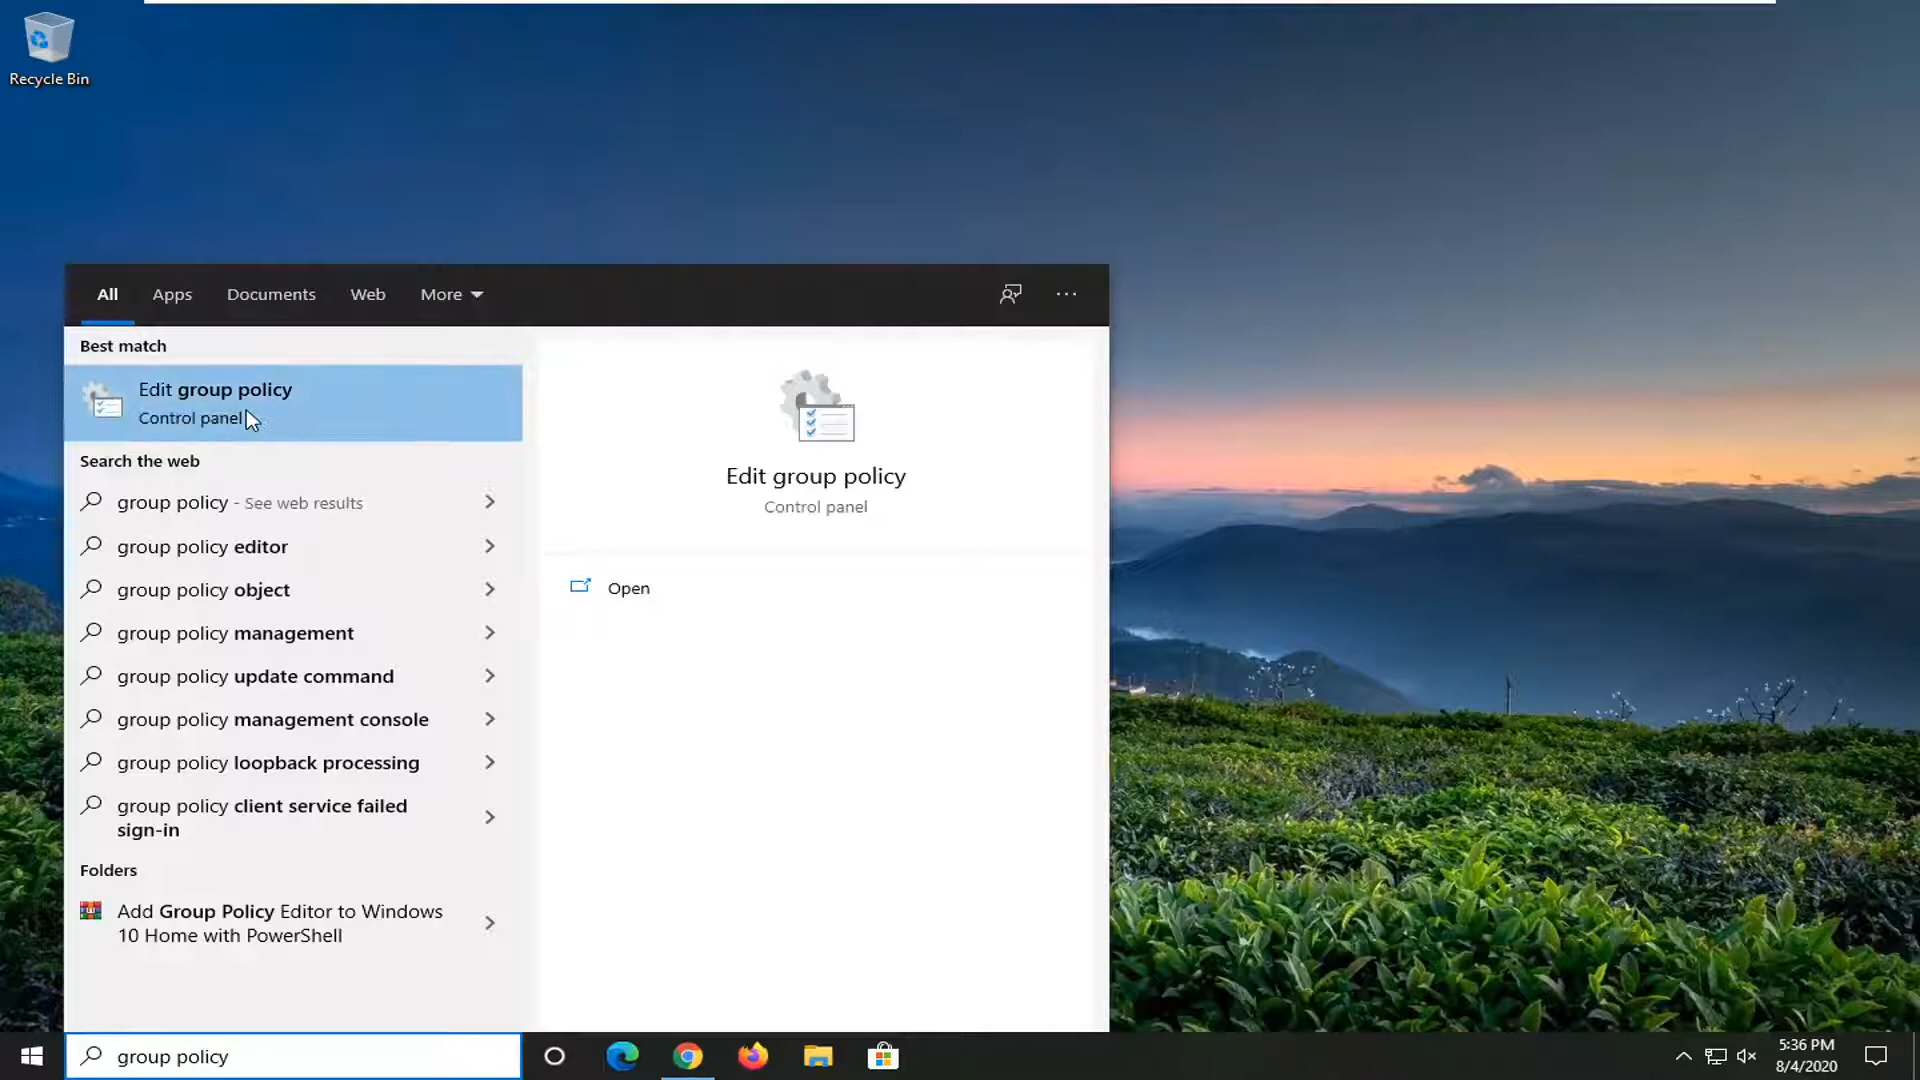 Recycle Bin
All Apps Documents Web More
Best match
Edit group policy
Control panel
Search the web
group policy - See web results
group policy editor
group policy object
group policy management
group policy update command
group policy management console
group policy loopback processing
group policy client service failed
sign-in
Folders
Add Group Policy Editor to Windows
10 Home with PowerShell
Edit group policy
Control panel
Open
group policy
5:36 PM
8/4/2020